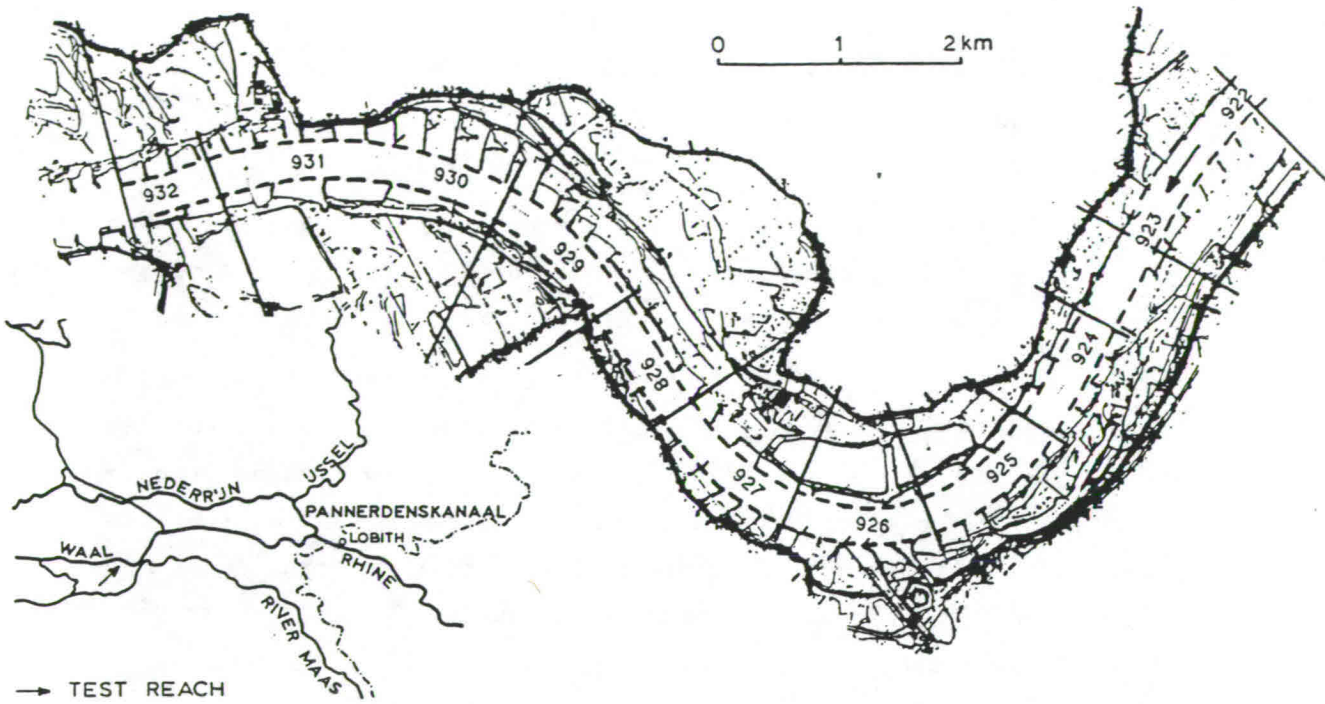 0 1 2 km
922
923
924
925
926
927
928
929
930
931
932
NEDERRIJN
IJSSEL
PANNERDENSKANAAL
LOBITH
RHINE
WAAL
RIVER MAAS
→ TEST REACH